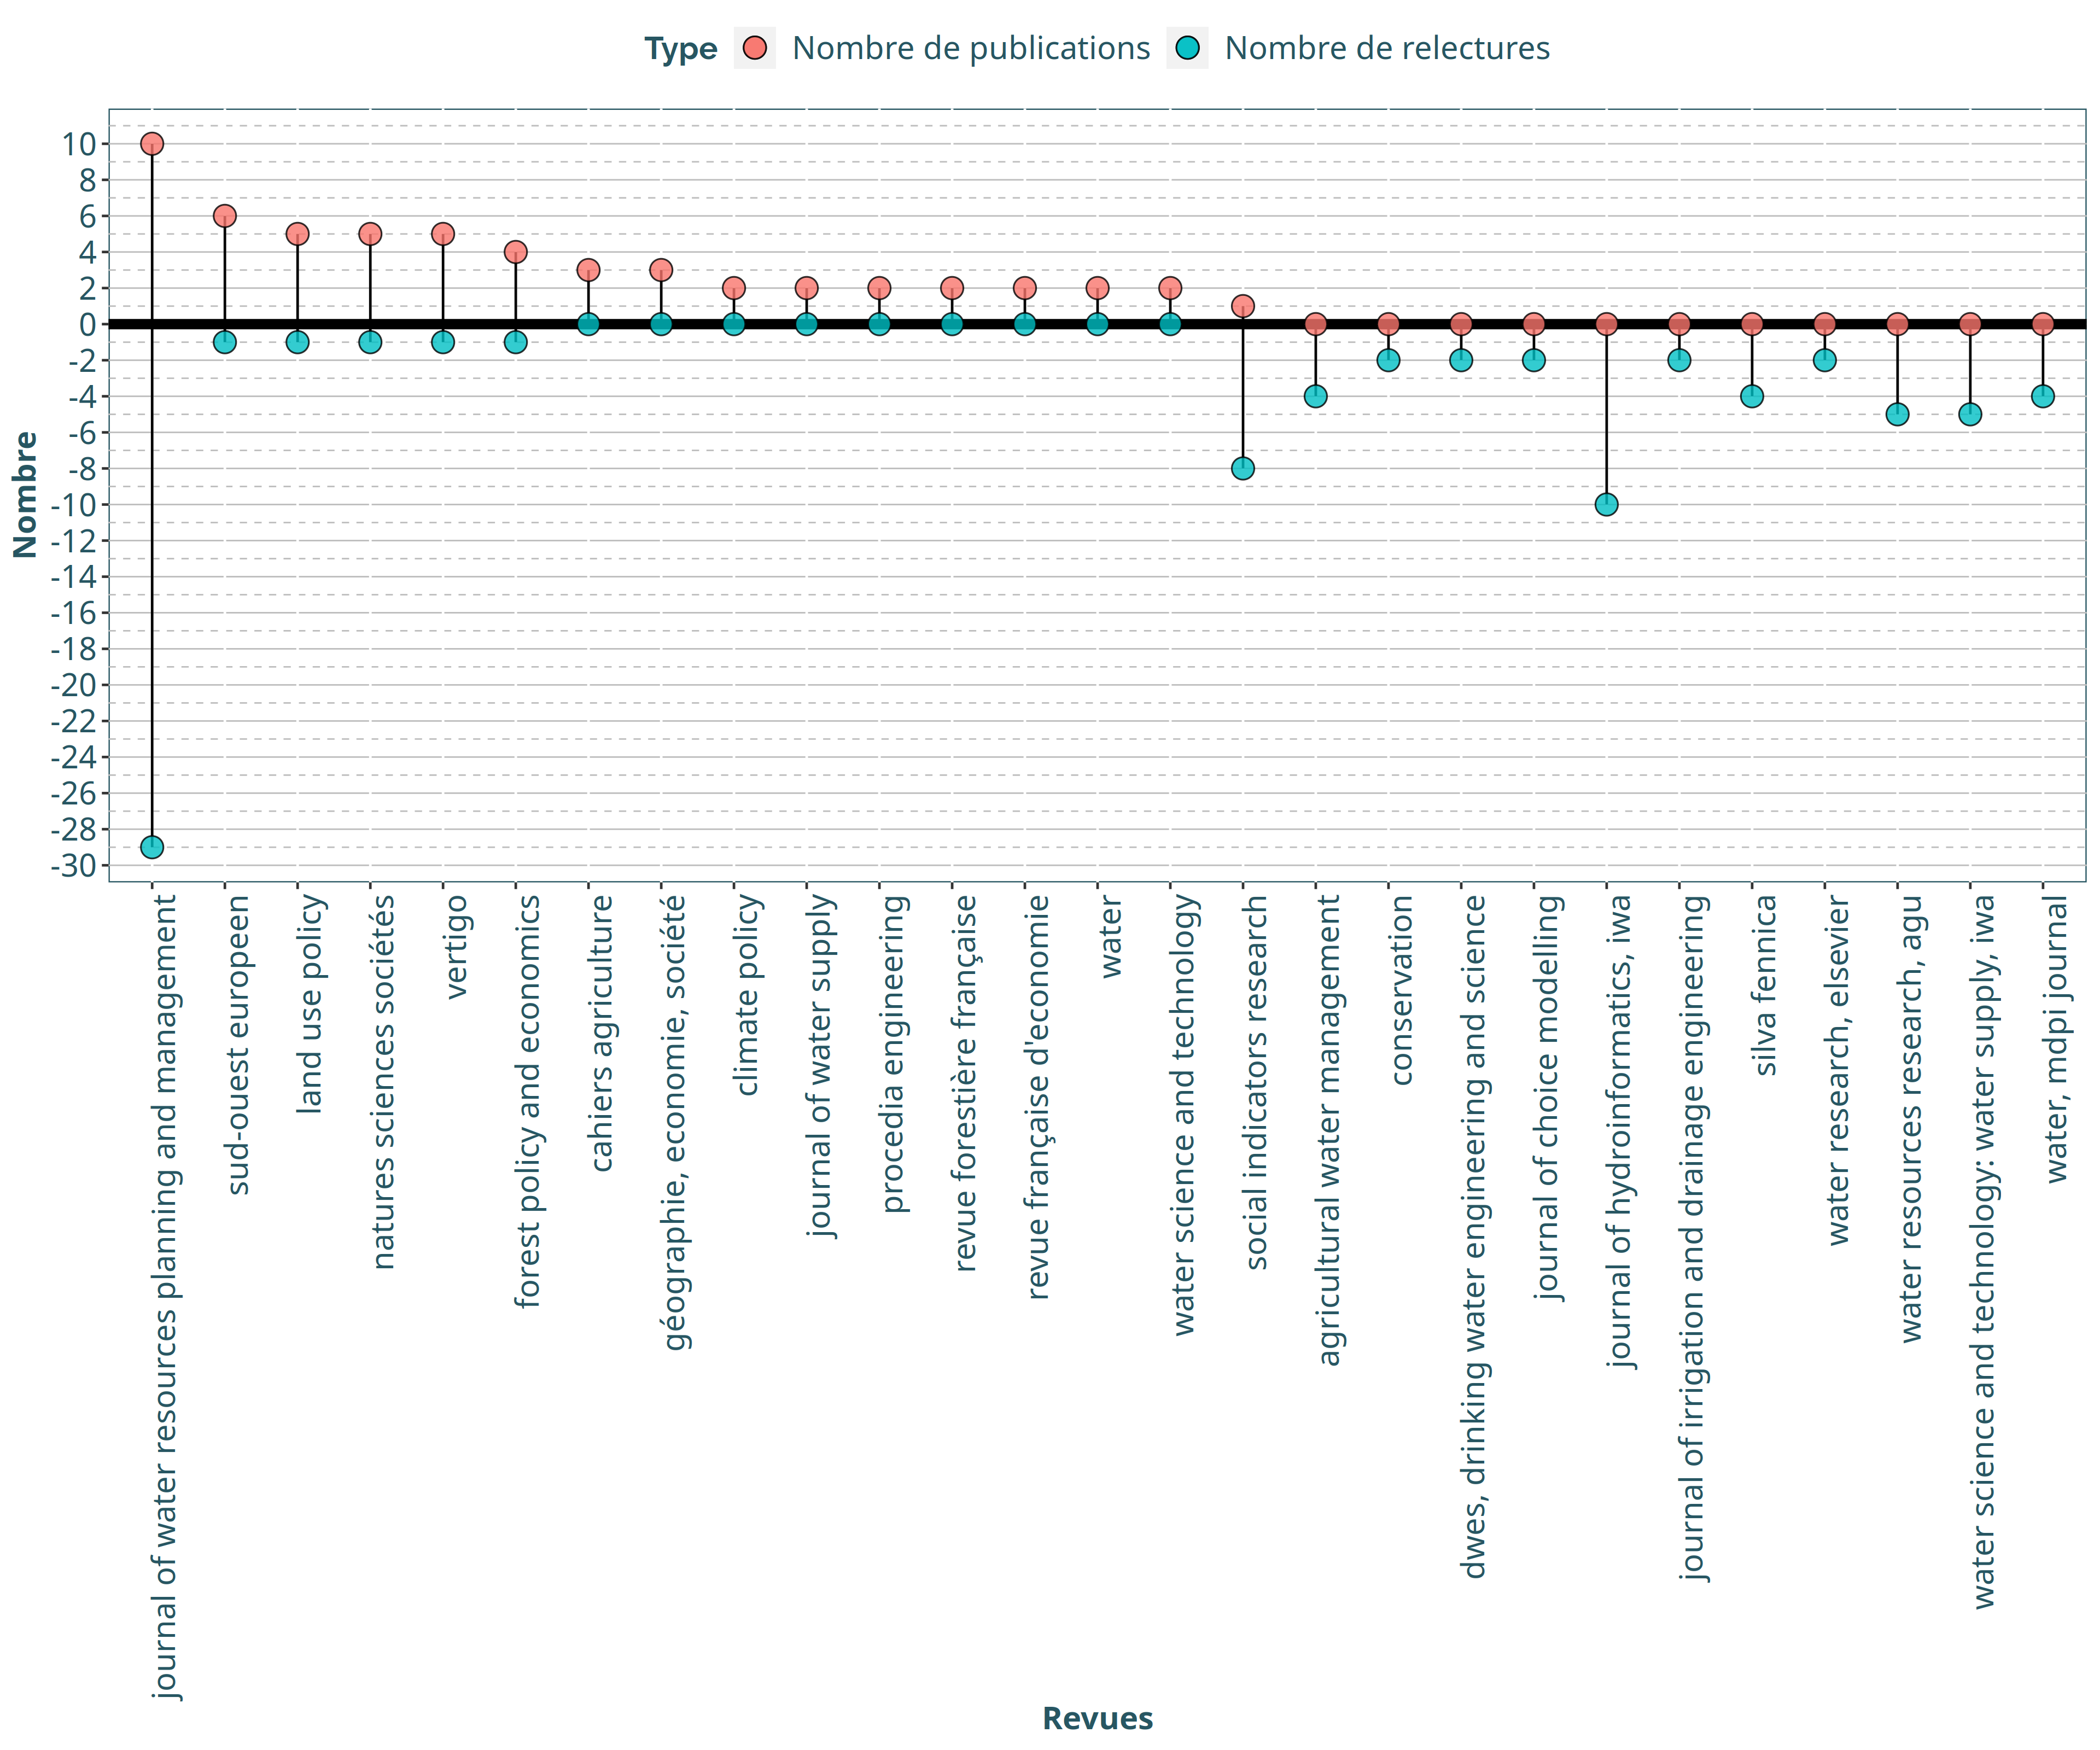 Type Nombre de publications Nombre de relectures
Nombre
10
8
6
4
2
0
-2
-4
-6
-8
-10
-12
-14
-16
-18
-20
-22
-24
-26
-28
-30
journal of water resources planning and management
sud-ouest europeen
land use policy
natures sciences sociétés
vertigo
forest policy and economics
cahiers agriculture
géographie, economie, société
climate policy
journal of water supply
procedia engineering
revue forestière française
revue française d'economie
water
water science and technology
social indicators research
agricultural water management
conservation
dwes, drinking water engineering and science
journal of choice modelling
journal of hydroinformatics, iwa
journal of irrigation and drainage engineering
silva fennica
water research, elsevier
water resources research, agu
water science and technology: water supply, iwa
water, mdpi journal
Revues